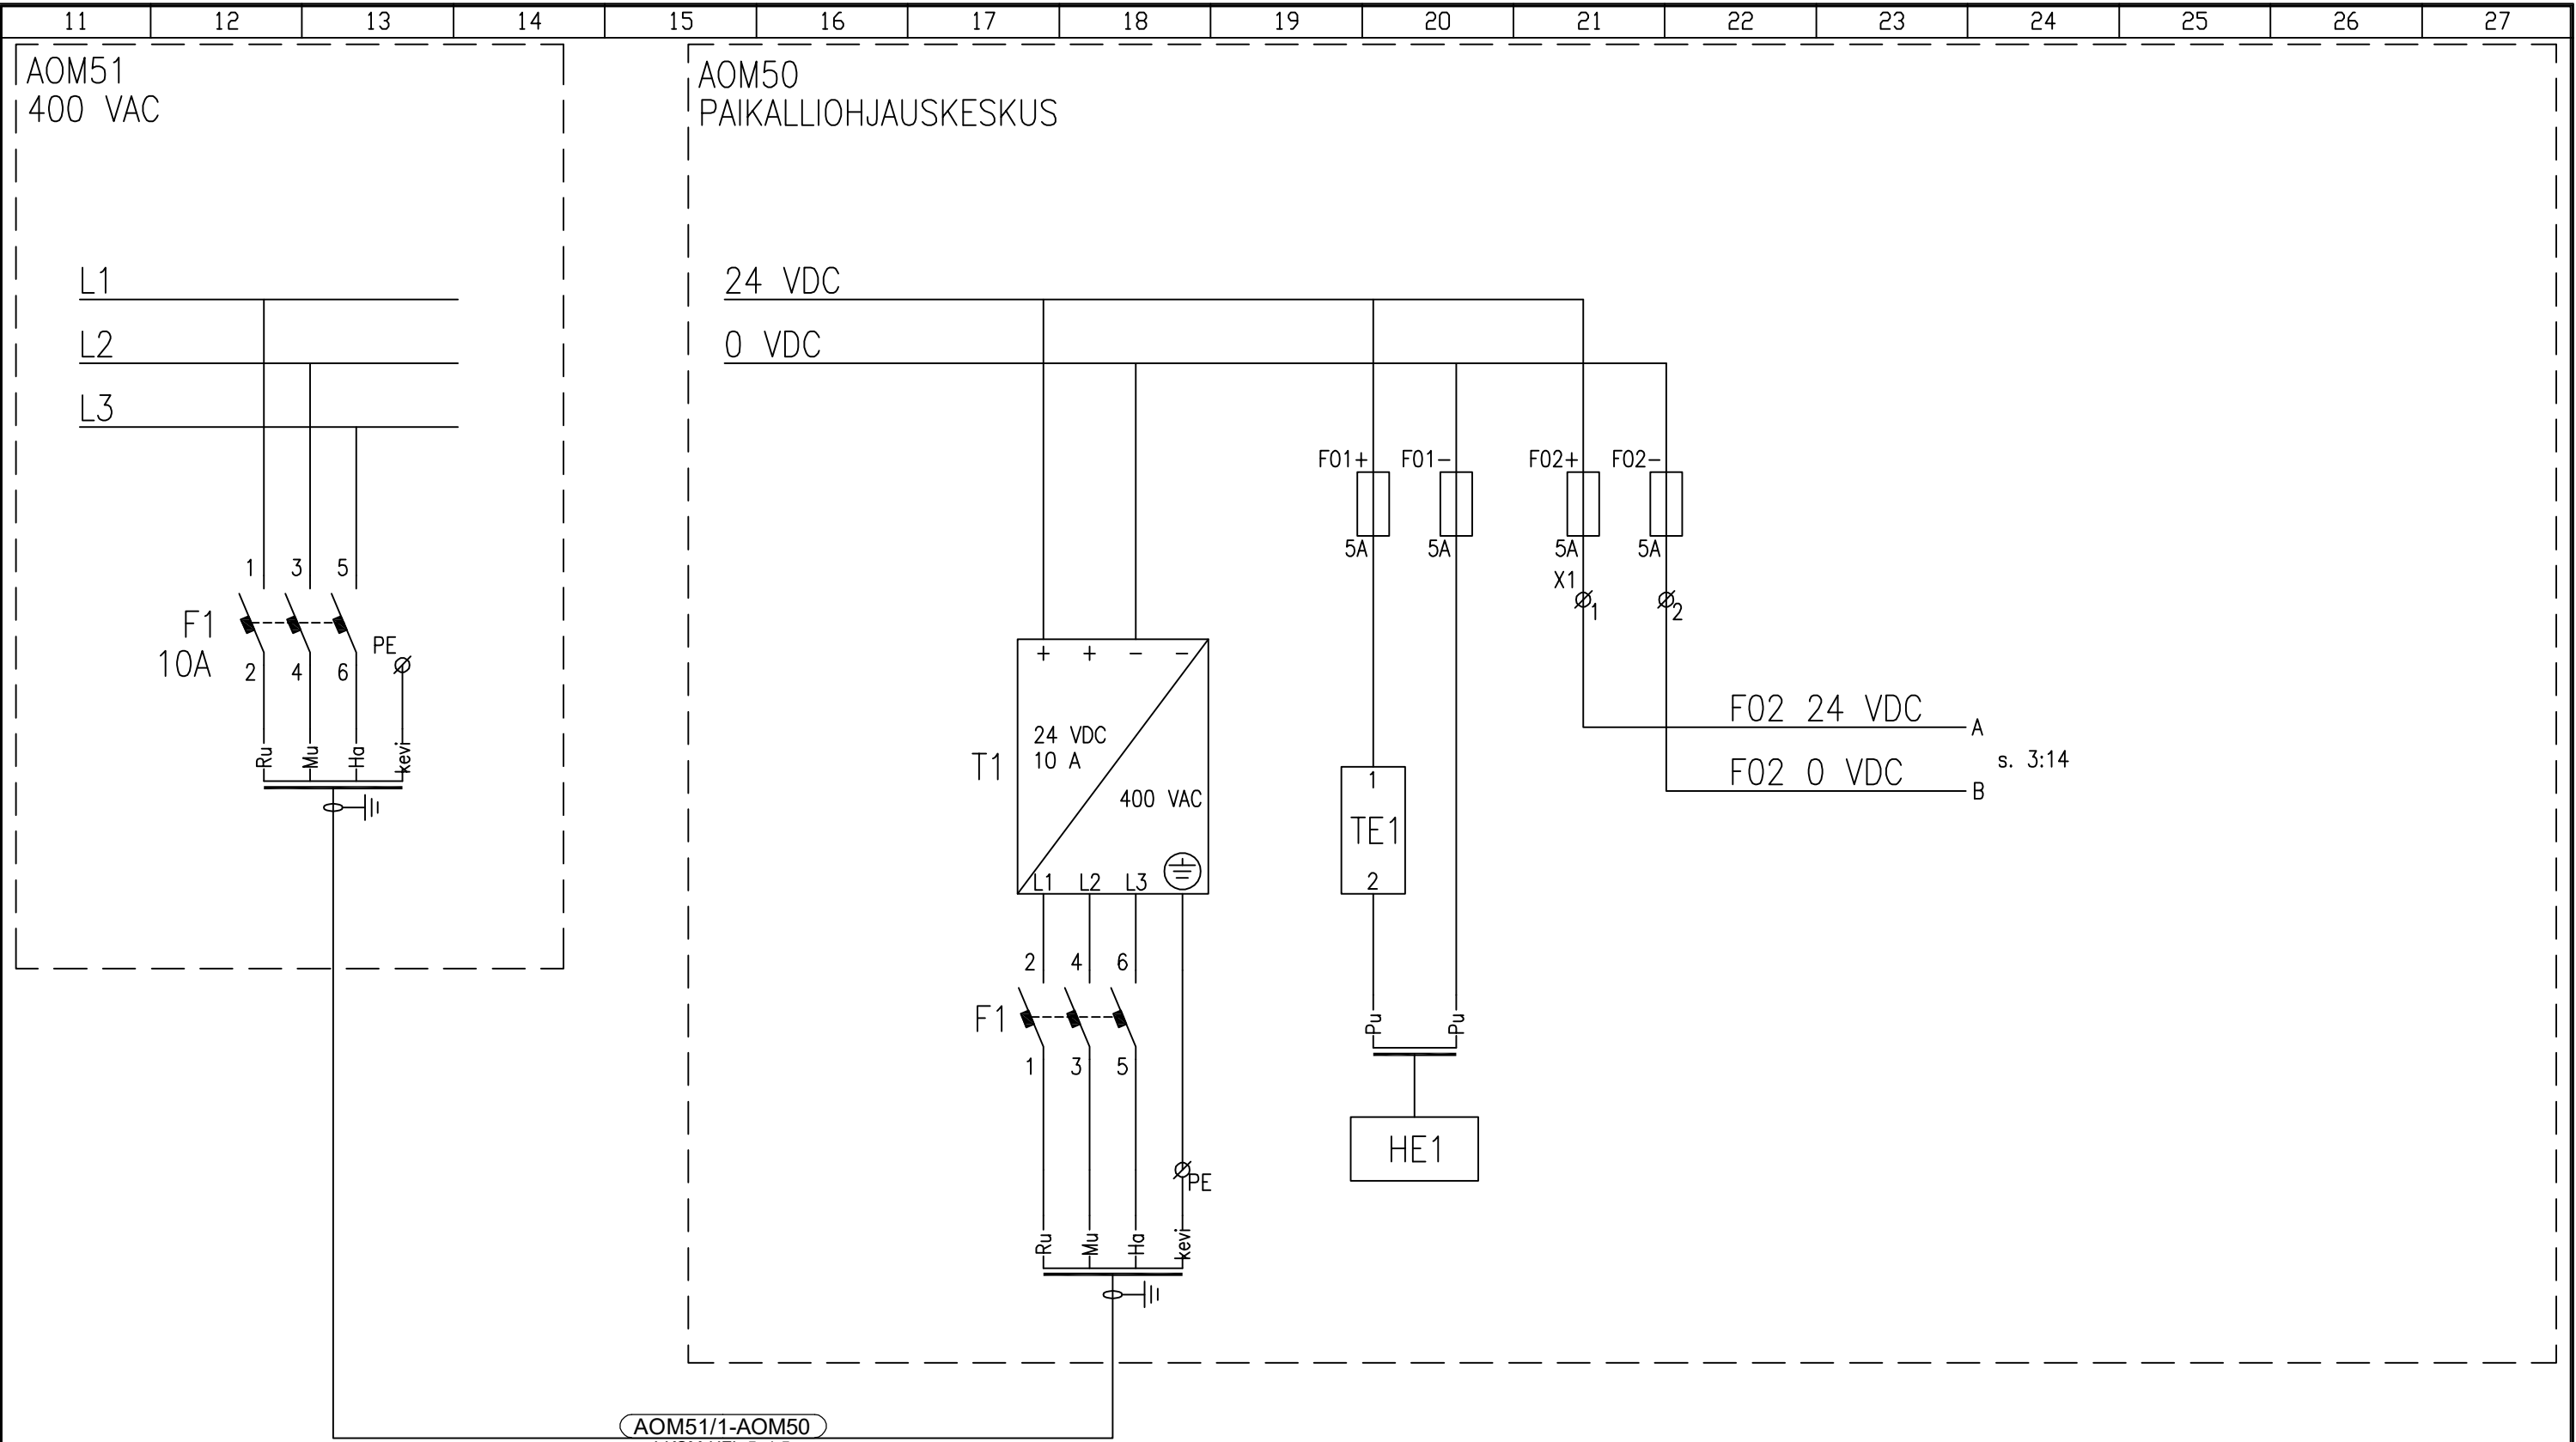 11 12 13 14 15 16 17 18 19 20 21 22 23 24 25 26 27
AOM51
400 VAC
L1
L2
L3
1 3 5
F1
10A
2 4 6
PE
Ru Mu Ha kevi
AOM50
PAIKALLIOHJAUSKESKUS
24 VDC
0 VDC
F01+ F01- F02+ F02-
5A 5A 5A 5A
X1
1 2
+ + - -
T1
24 VDC
10 A
400 VAC
L1 L2 L3
2 4 6
F1
1 3 5
PE
Ru Mu Ha kevi
1
TE1
2
Pu Pu
HE1
F02 24 VDC A
s. 3:14
F02 0 VDC B
AOM51/1-AOM50